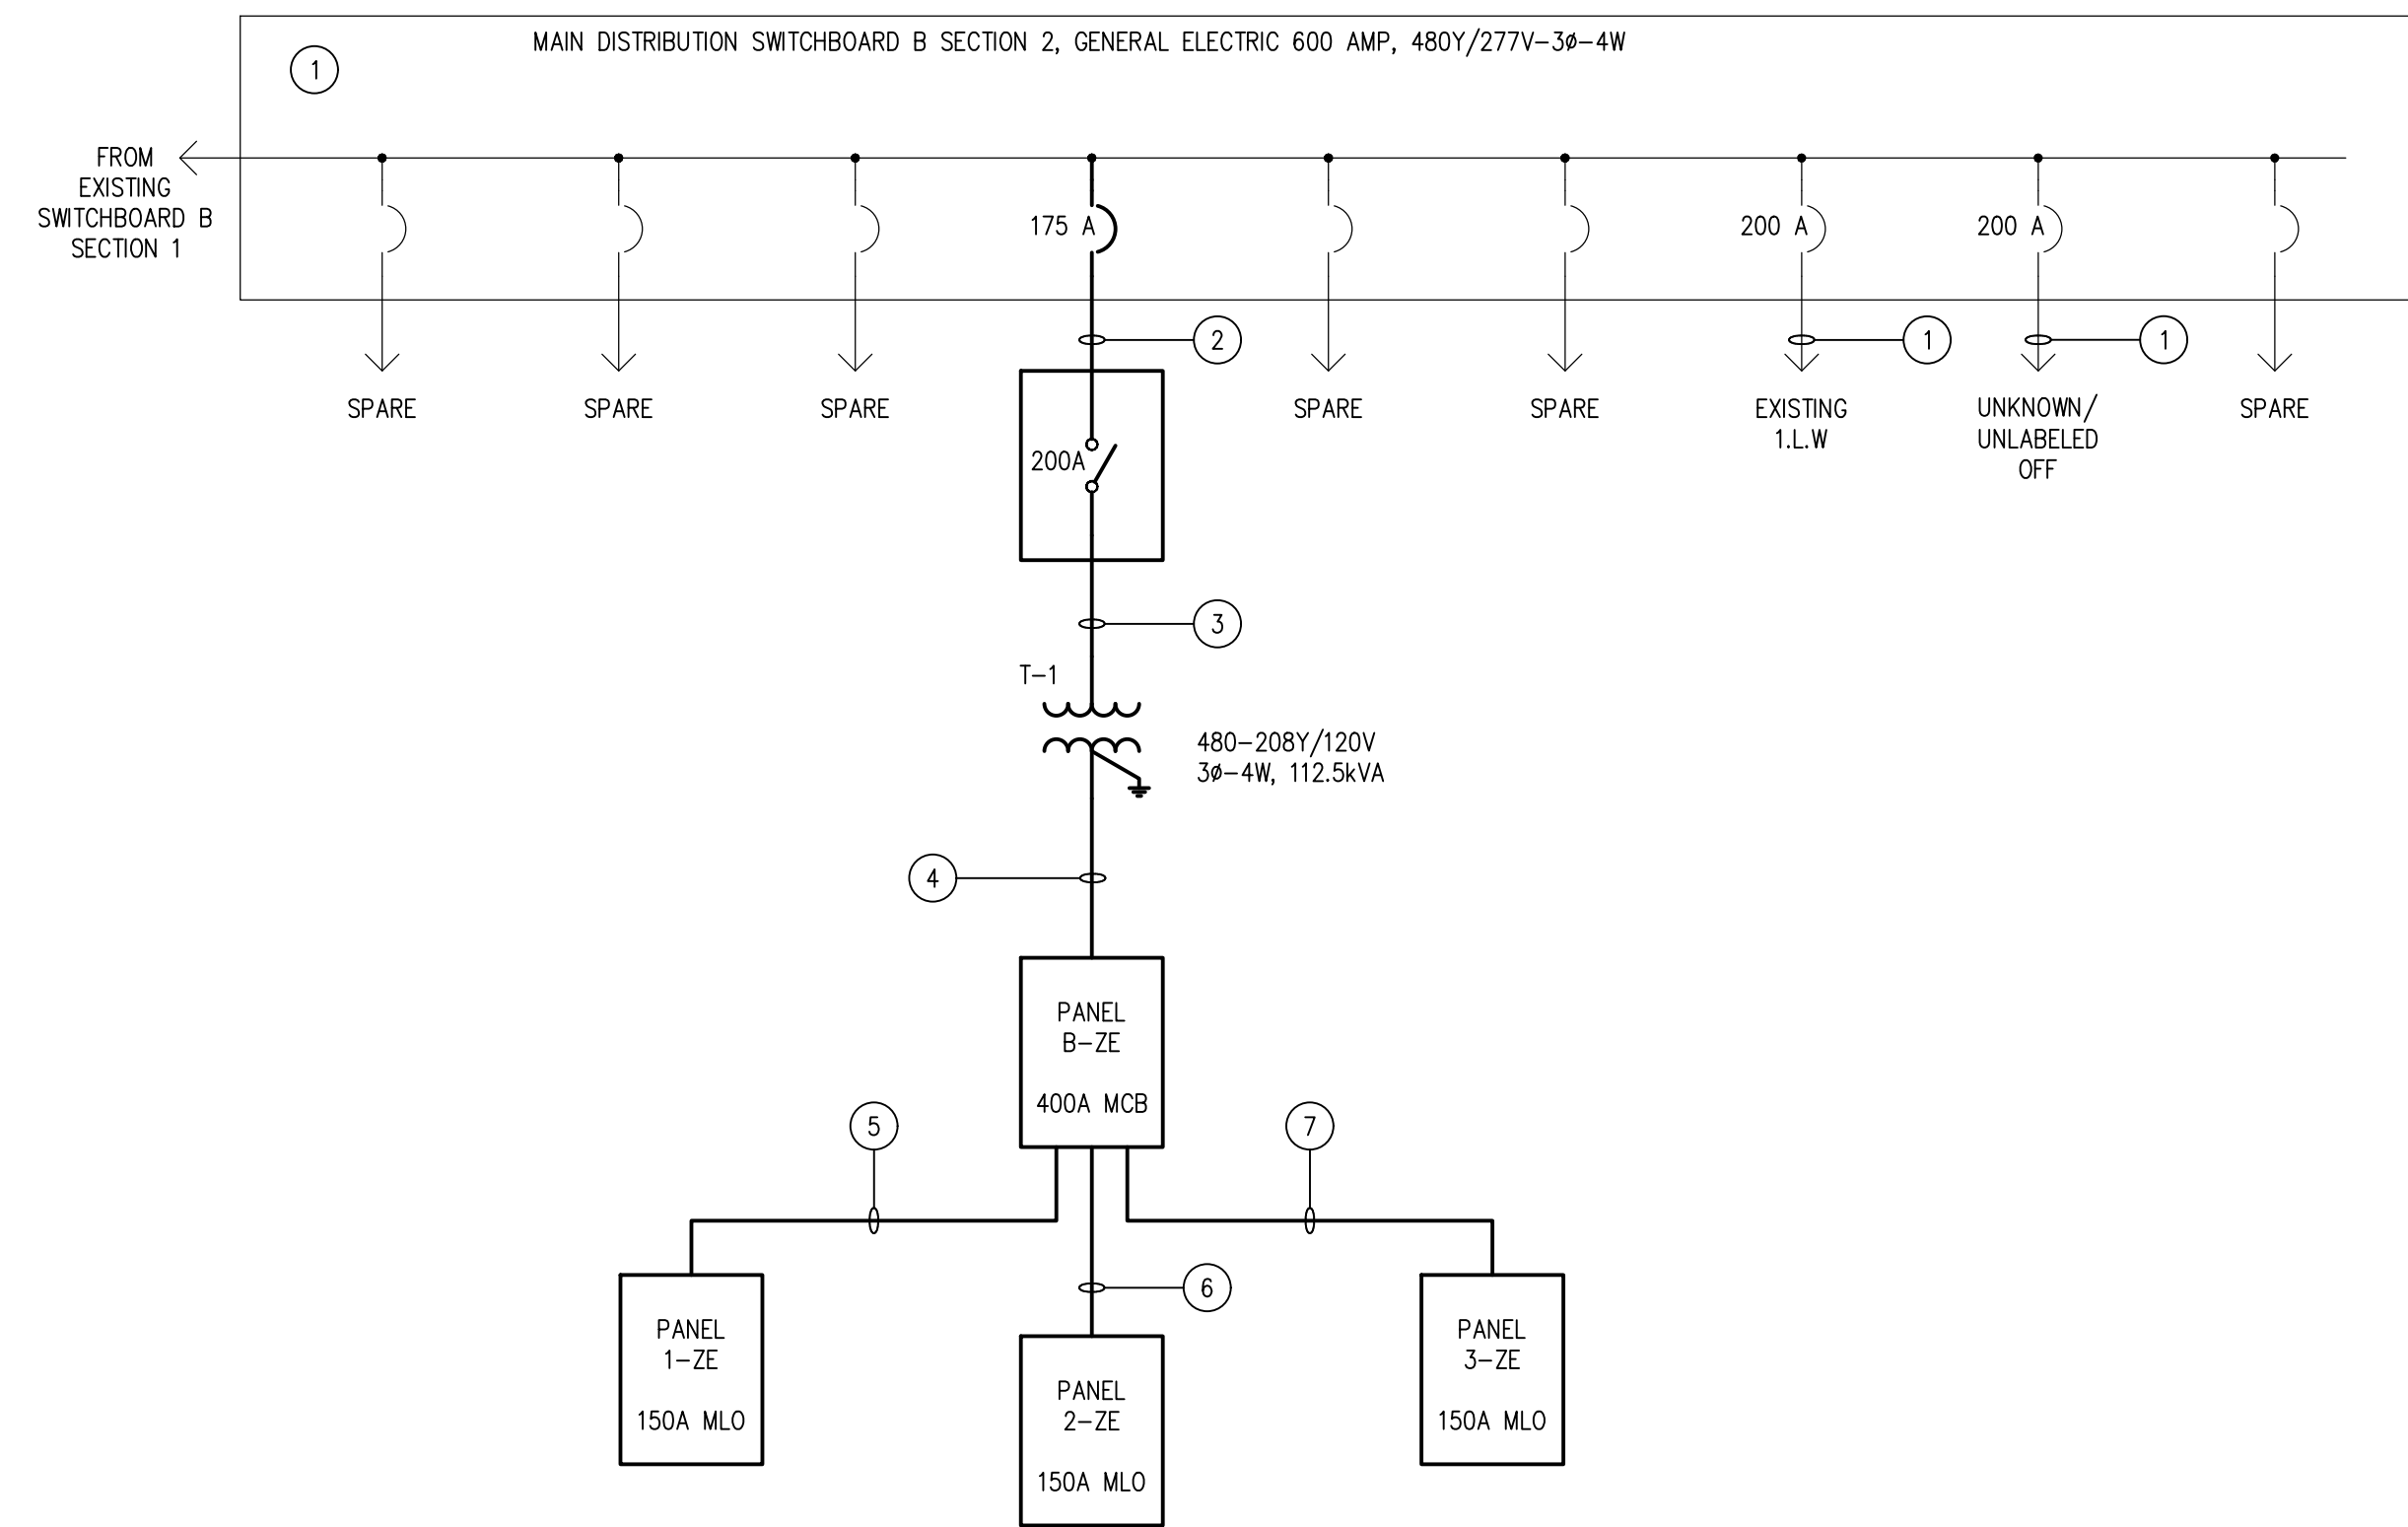 MAIN DISTRIBUTION SWITCHBOARD B SECTION 2, GENERAL ELECTRIC 600 AMP, 480Y/277V-3ø-4W
1
FROM
EXISTING
SWITCHBOARD B
SECTION 1
175 A
200 A
200 A
2
1
1
SPARE
SPARE
SPARE
SPARE
SPARE
EXISTING
1.L.W
UNKNOWN/
UNLABELED
OFF
SPARE
200A
3
T-1
480-208Y/120V
3ø-4W, 112.5kVA
4
PANEL
B-ZE
400A MCB
5
7
6
PANEL
1-ZE
150A MLO
PANEL
2-ZE
150A MLO
PANEL
3-ZE
150A MLO